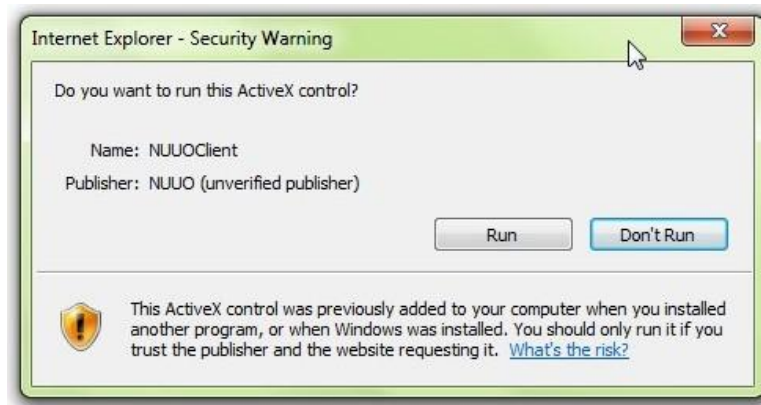 Internet Explorer - Security Warning
Do you want to run this ActiveX control?
Name: NUUOClient
Publisher: NUUO (unverified publisher)
Run
Don't Run
This ActiveX control was previously added to your computer when you installed
another program, or when Windows was installed. You should only run it if you
trust the publisher and the website requesting it. What's the risk?